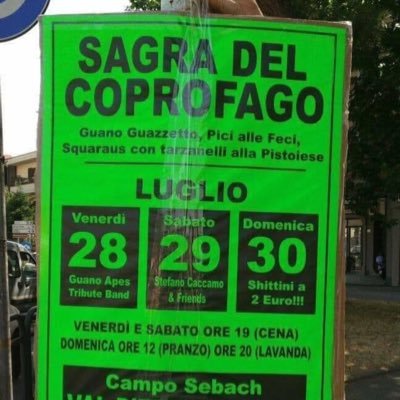 SAGRA DEL
COPROFAGO
Guano Guazzetto, Pici alle Feci,
Squaraus con tarzanelli alla Pistoiese
LUGLIO
Venerdi
28
Guano Apes
Tribute Band
Sabato
29
Stefano Caccamo
& Friends
Domenica
30
Shittini a
2 Euro!!!
VENERDÌ E SABATO ORE 19 (CENA)
DOMENICA ORE 12 (PRANZO) ORE 20 (LAVANDA)
Campo Sebach